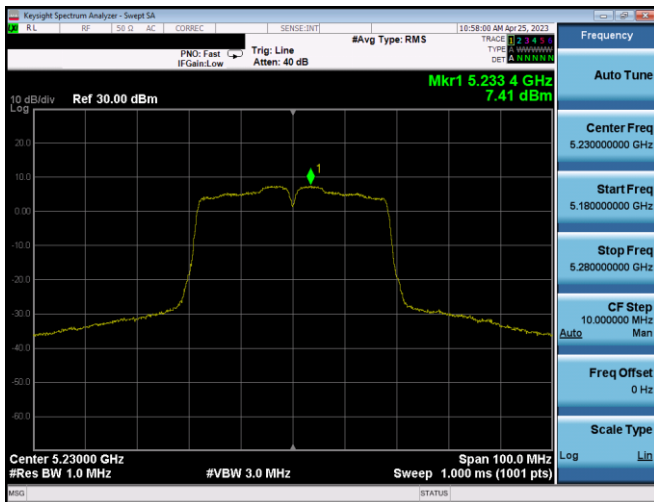 Keysight Spectrum Analyzer - Swept SA
RL RF 50 Ω AC CORREC SENSE:INT 10:58:00 AM Apr 25, 2023
#Avg Type: RMS TRACE 1 2 3 4 5 6
PNO: Fast Trig: Line TYPE A WWWWW
IFGain:Low Atten: 40 dB DET A N N N N N
Mkr1 5.233 4 GHz
7.41 dBm
10 dB/div Ref 30.00 dBm
Log
20.0
10.0
1
0.00
-10.0
-20.0
-30.0
-40.0
-50.0
-60.0
Center 5.23000 GHz Span 100.0 MHz
#Res BW 1.0 MHz #VBW 3.0 MHz Sweep 1.000 ms (1001 pts)
MSG STATUS
Frequency
Auto Tune
Center Freq
5.230000000 GHz
Start Freq
5.180000000 GHz
Stop Freq
5.280000000 GHz
CF Step
10.000000 MHz
Auto Man
Freq Offset
0 Hz
Scale Type
Log Lin